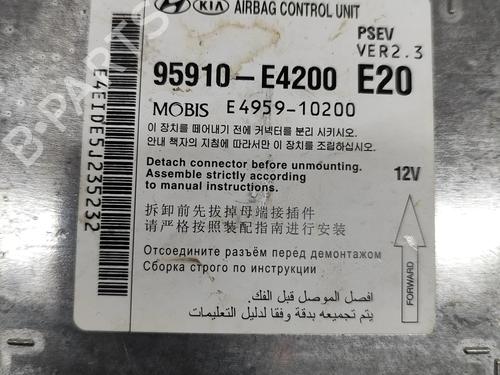 HYUNDAI KIA AIRBAG CONTROL UNIT
PSEV
VER2.3
95910-E4200 E20
MOBIS E4959-10200
이 장치를 떼어내기 전에 커넥터를 분리 시키시오.
안내 책자의 지침에 따라서만 이 장치를 조립하십시오
Detach connector before unmounting.
Assemble strictly according
to manual instructions.
12V
拆卸前先拔掉母端接插件
请严格按照装配指南进行安装
Отсоедините разъём перед демонтажом
Сборка строго по инструкции
افصل الموصل قبل الفك.
يتم تجميعه بدقة وفقا لدليل التعليمات
FORWARD
E4EIDE5J235232
B-PARTS